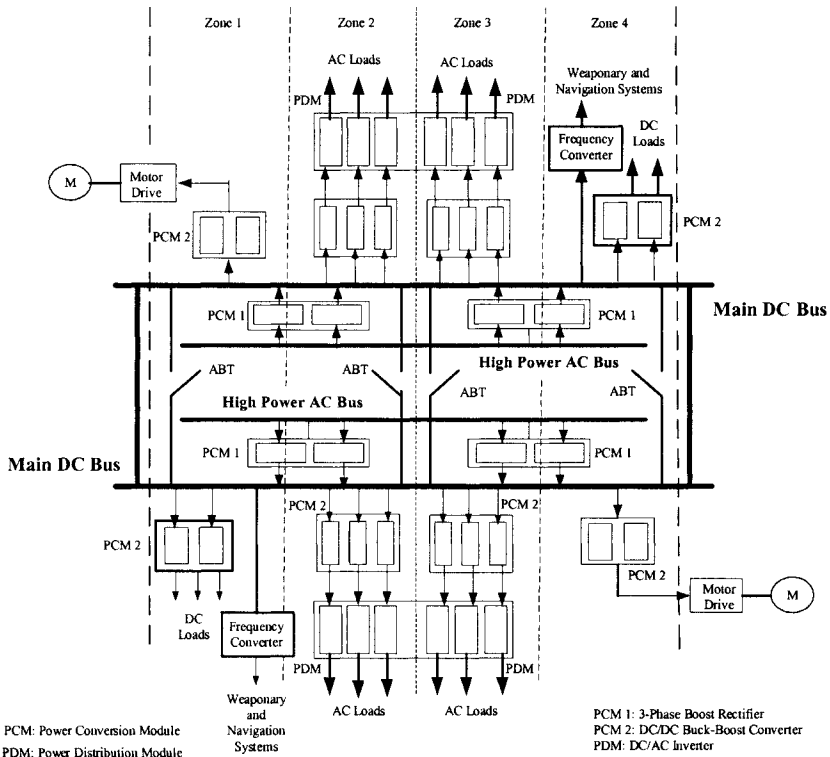 Zone 1
Zone 2
Zone 3
Zone 4
AC Loads
AC Loads
Weaponary and
Navigation Systems
PDM
PDM
DC
Loads
Frequency
Converter
M
Motor
Drive
PCM 2
PCM 2
PCM 1
PCM 1
Main DC Bus
High Power AC Bus
ABT
ABT
ABT
ABT
High Power AC Bus
Main DC Bus
PCM 1
PCM 1
PCM 2
PCM 2
PCM 2
PCM 2
DC
Loads
Frequency
Converter
Motor
Drive
M
PDM
PDM
Weaponary
and
Navigation
Systems
AC Loads
AC Loads
PCM: Power Conversion Module
PDM: Power Distribution Module
PCM 1: 3-Phase Boost Rectifier
PCM 2: DC/DC Buck-Boost Converter
PDM: DC/AC Inverter